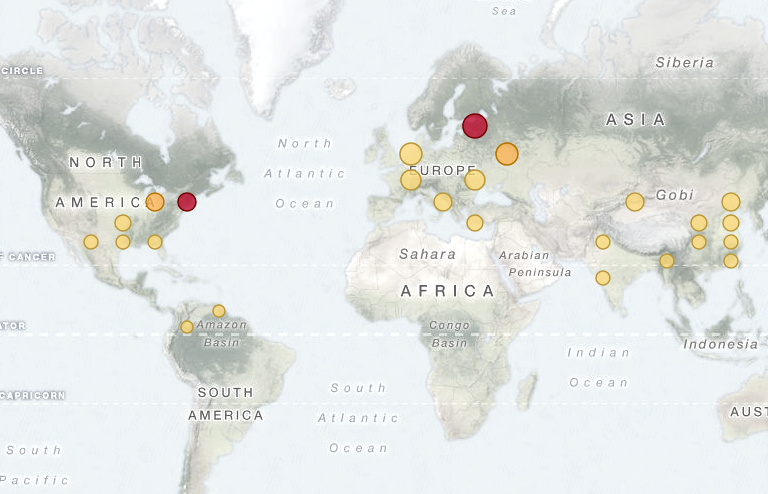 Sea
CIRCLE
Siberia
ASIA
North
Atlantic
Ocean
NORTH
AMERICA
EUROPE
Gobi
CANCER
Sahara
Arabian
Peninsula
AFRICA
ATOR
Amazon
Basin
Congo
Basin
Indonesia
Indian
Ocean
CAPRICORN
SOUTH
AMERICA
South
Atlantic
Ocean
AUST
South
Pacific